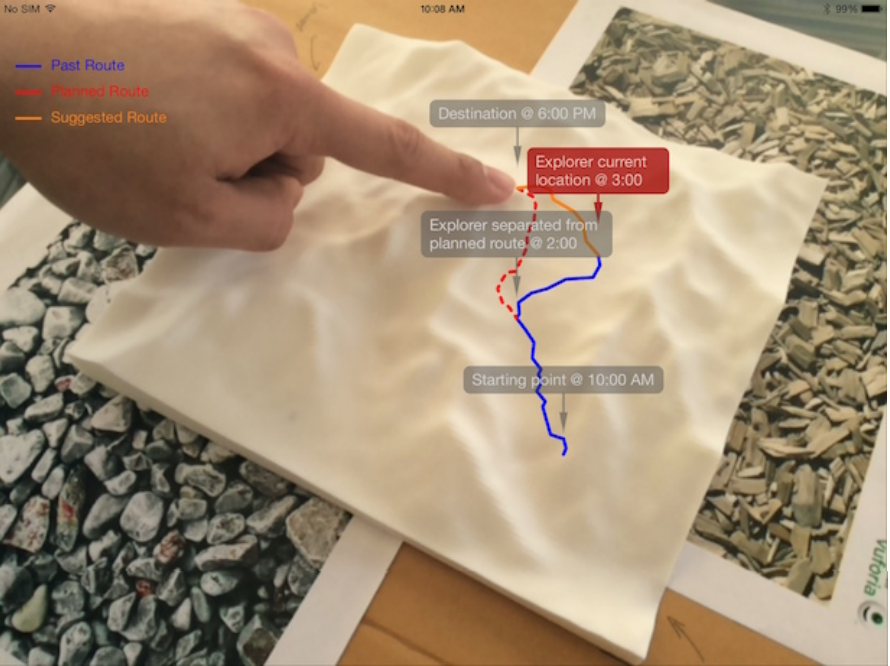 No SIM
10:08 AM
99%
Past Route
Planned Route
Suggested Route
Destination @ 6:00 PM
Explorer current
location @ 3:00
Explorer separated from
planned route @ 2:00
Starting point @ 10:00 AM
vuforia